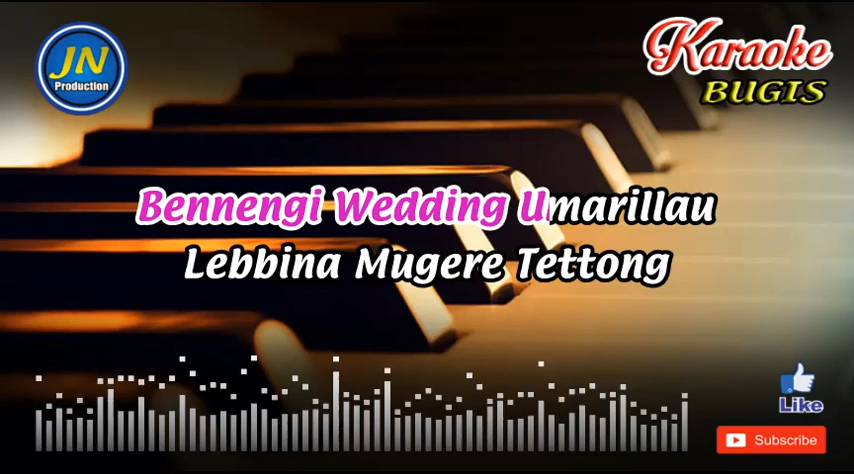 JN
Production
Karaoke
BUGIS
Bennengi Wedding Umarillau
Lebbina Mugere Tettong
Like
Subscribe